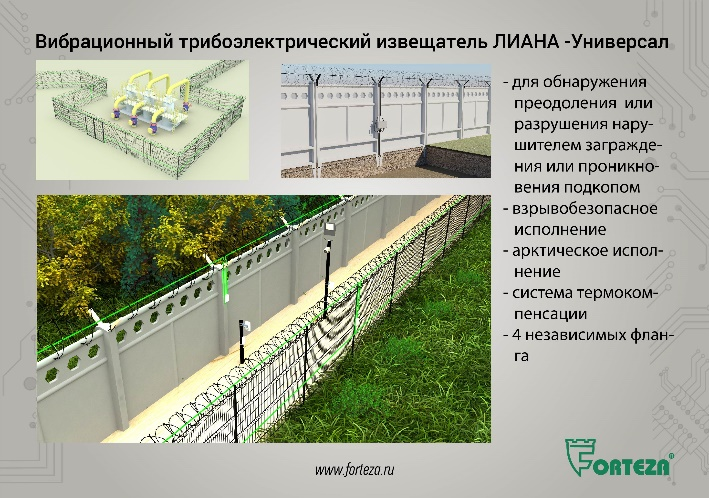 Вибрационный трибоэлектрический извещатель ЛИАНА -Универсал
- для обнаружения
преодоления или
разрушения нару-
шителем загражде-
ния или проникно-
вения подкопом
- взрывобезопасное
исполнение
- арктическое испол-
нение
- система термоком-
пенсации
- 4 независимых флан-
га
www.forteza.ru
FORTEZA®